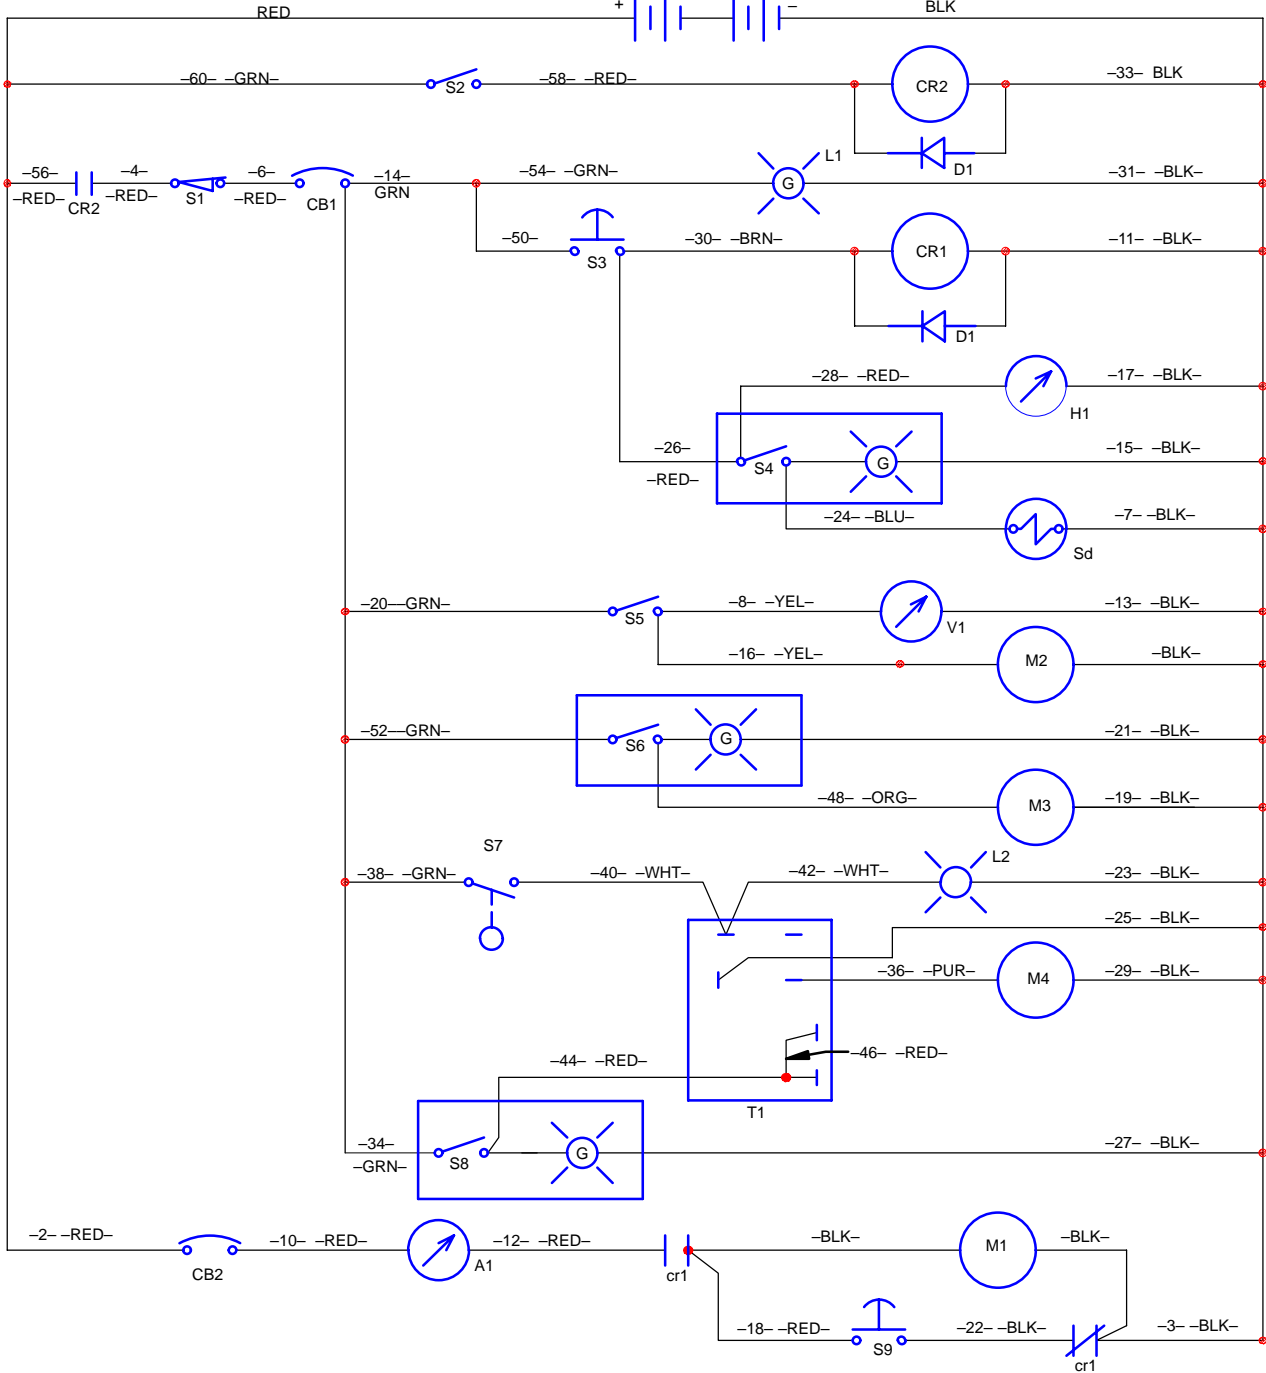 + – BLK
RED
–60– –GRN– S2 –58– –RED– CR2 –33– BLK
D1
L1
–56– –4– –6– –14– –54– –GRN– G –31– –BLK–
–RED– CR2 –RED– S1 –RED– CB1 GRN
–50– S3 –30– –BRN– CR1 –11– –BLK–
D1
–28– –RED– H1 –17– –BLK–
–26– S4 G –15– –BLK–
–RED–
–24– –BLU– Sd –7– –BLK–
–20––GRN– S5 –8– –YEL– V1 –13– –BLK–
–16– –YEL– M2 –BLK–
–52––GRN– S6 G –21– –BLK–
–48– –ORG– M3 –19– –BLK–
S7 L2
–38– –GRN– –40– –WHT– –42– –WHT– –23– –BLK–
–25– –BLK–
–36– –PUR– M4 –29– –BLK–
–44– –RED– –46– –RED–
T1
–34– S8 G –27– –BLK–
–GRN–
–2– –RED– CB2 –10– –RED– A1 –12– –RED– cr1 –BLK– M1 –BLK–
–18– –RED– S9 –22– –BLK– cr1 –3– –BLK–